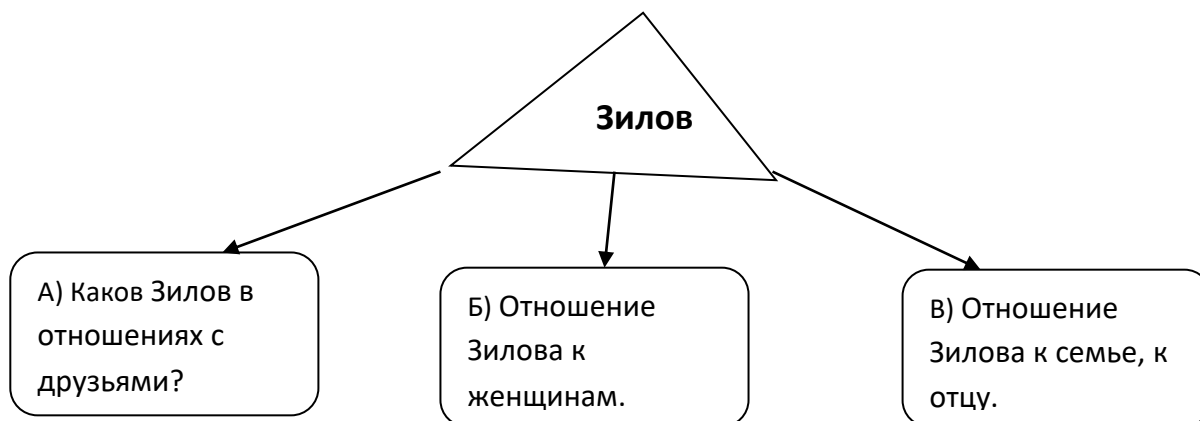 Зилов
А) Каков Зилов в
отношениях с
друзьями?
Б) Отношение
Зилова к
женщинам.
В) Отношение
Зилова к семье, к
отцу.